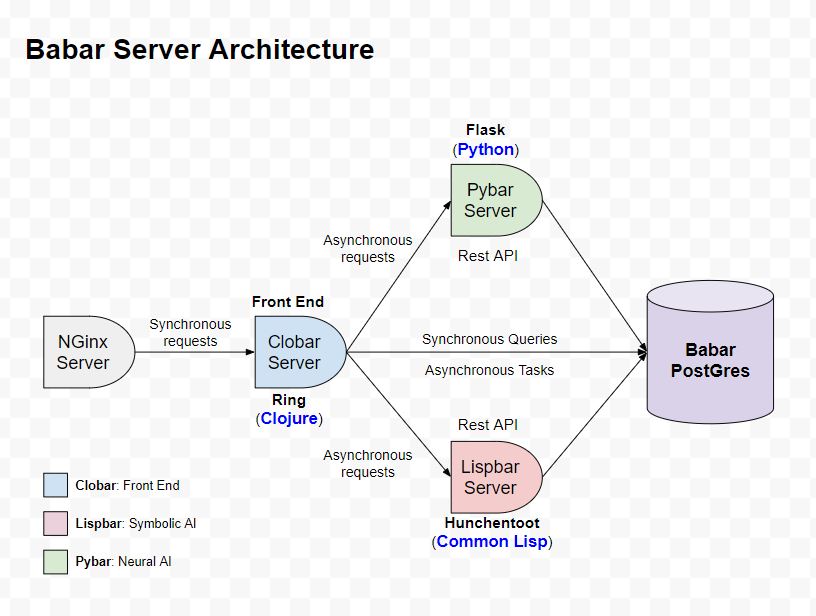 Babar Server Architecture
Flask
(Python)
Pybar
Server
Asynchronous
requests
Rest API
Front End
Synchronous
requests
NGinx
Server
Clobar
Server
Synchronous Queries
Asynchronous Tasks
Babar
PostGres
Ring
(Clojure)
Rest API
Asynchronous
requests
Lispbar
Server
Hunchentoot
(Common Lisp)
Clobar: Front End
Lispbar: Symbolic AI
Pybar: Neural AI